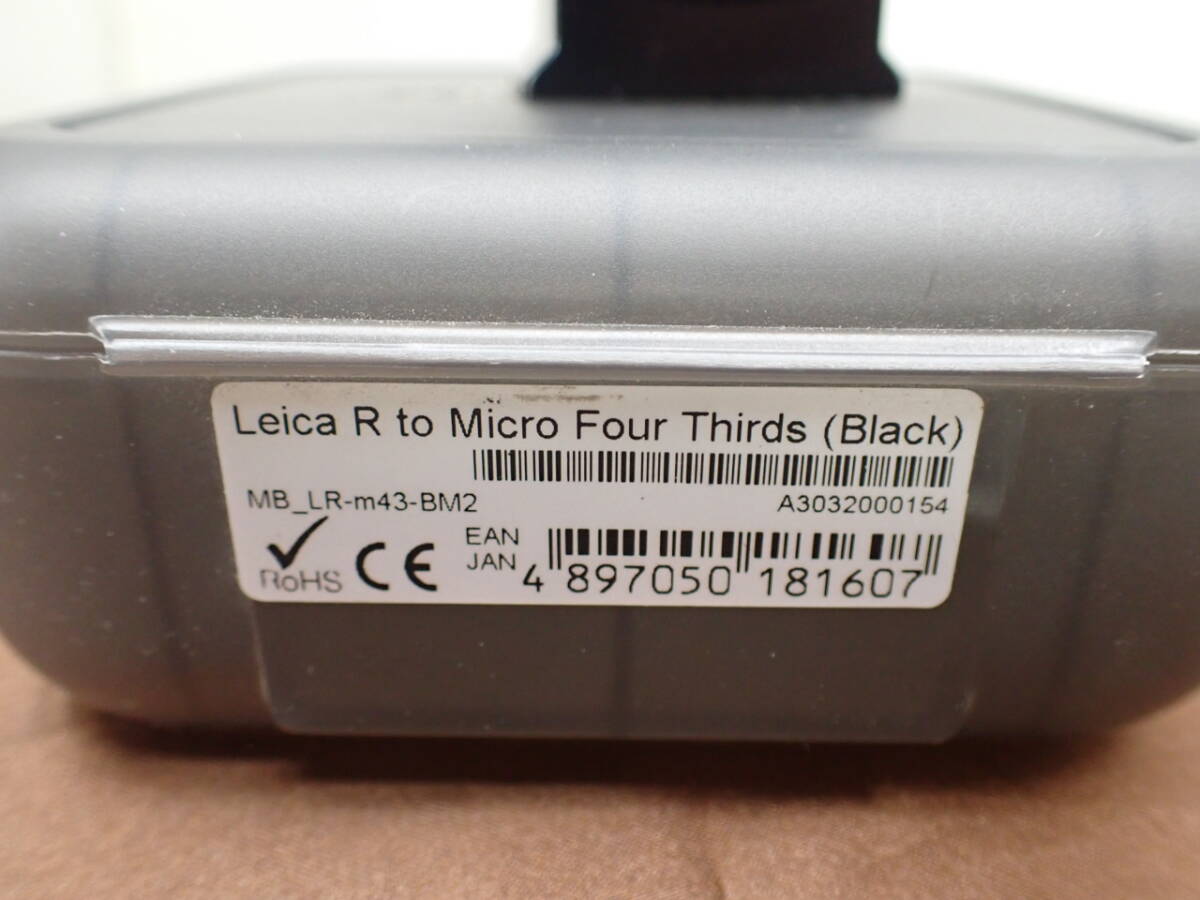 Leica R to Micro Four Thirds (Black)
MB_LR-m43-BM2
A3032000154
RoHS
CE
EAN
JAN
4 897050 181607